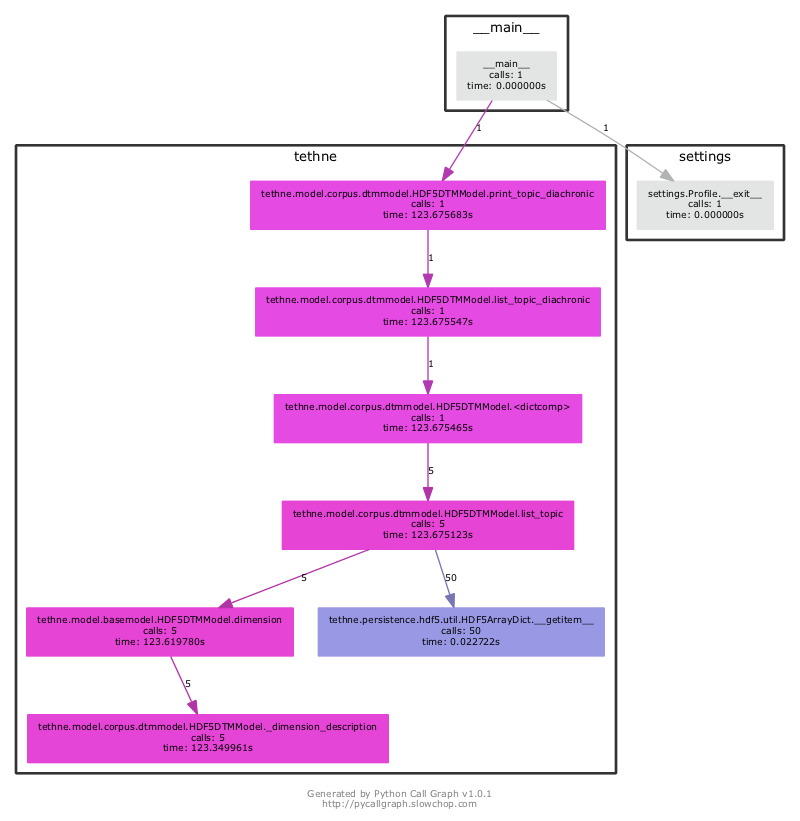 __main__
__main__
calls: 1
time: 0.000000s
1
1
tethne
settings
tethne.model.corpus.dtmmodel.HDF5DTMModel.print_topic_diachronic
calls: 1
time: 123.675683s
settings.Profile.__exit__
calls: 1
time: 0.000000s
1
tethne.model.corpus.dtmmodel.HDF5DTMModel.list_topic_diachronic
calls: 1
time: 123.675547s
1
tethne.model.corpus.dtmmodel.HDF5DTMModel.<dictcomp>
calls: 1
time: 123.675465s
5
tethne.model.corpus.dtmmodel.HDF5DTMModel.list_topic
calls: 5
time: 123.675123s
5
50
tethne.model.basemodel.HDF5DTMModel.dimension
calls: 5
time: 123.619780s
tethne.persistence.hdf5.util.HDF5ArrayDict.__getitem__
calls: 50
time: 0.022722s
5
tethne.model.corpus.dtmmodel.HDF5DTMModel._dimension_description
calls: 5
time: 123.349961s
Generated by Python Call Graph v1.0.1
http://pycallgraph.slowchop.com